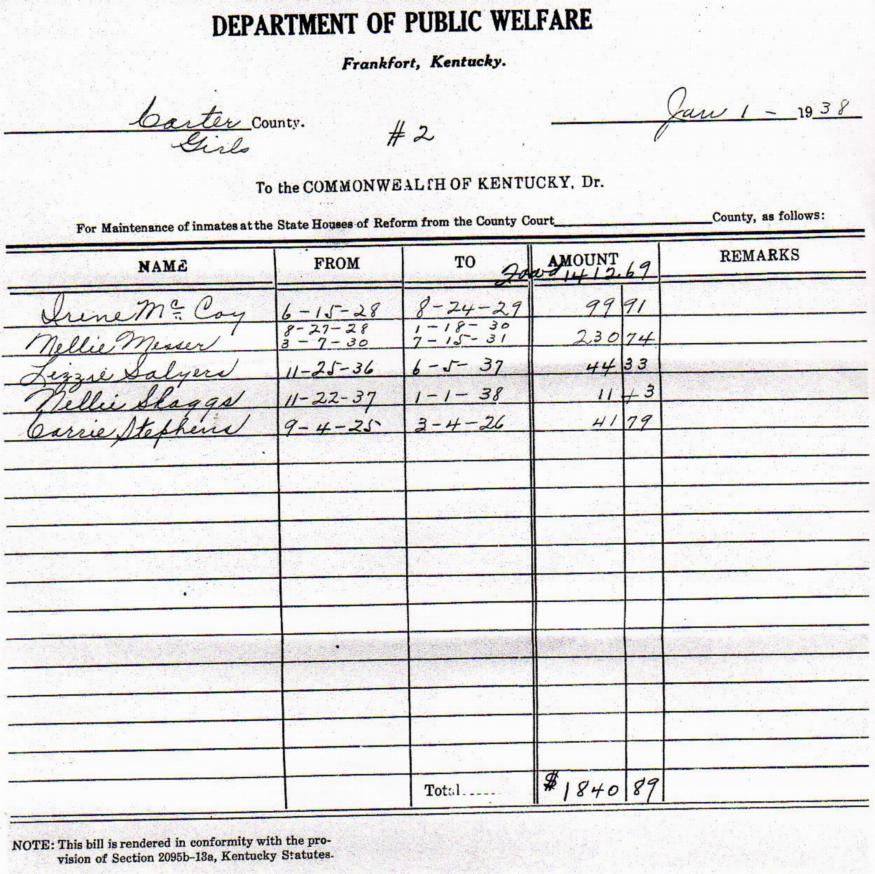 DEPARTMENT OF PUBLIC WELFARE
Frankfort, Kentucky.
Carter County. Jan 1 - 1938
Girls # 2
To the COMMONWEALTH OF KENTUCKY, Dr.
For Maintenance of inmates at the State Houses of Reform from the County Court County, as follows:
NAME FROM TO AMOUNT REMARKS
1412.69
Irene Mc Coy 6-15-28 8-24-29 99 91
8-27-28 1-18-30
Nellie Messer 3-7-30 7-15-31 230 74
Lizzie Salyers 11-25-36 6-5-37 44 33
Nellie Skaggs 11-22-37 1-1-38 11 43
Carrie Stephens 9-4-25 3-4-26 41 79
Total...... $ 1840 89
NOTE: This bill is rendered in conformity with the pro-
vision of Section 2095b-13a, Kentucky Statutes.